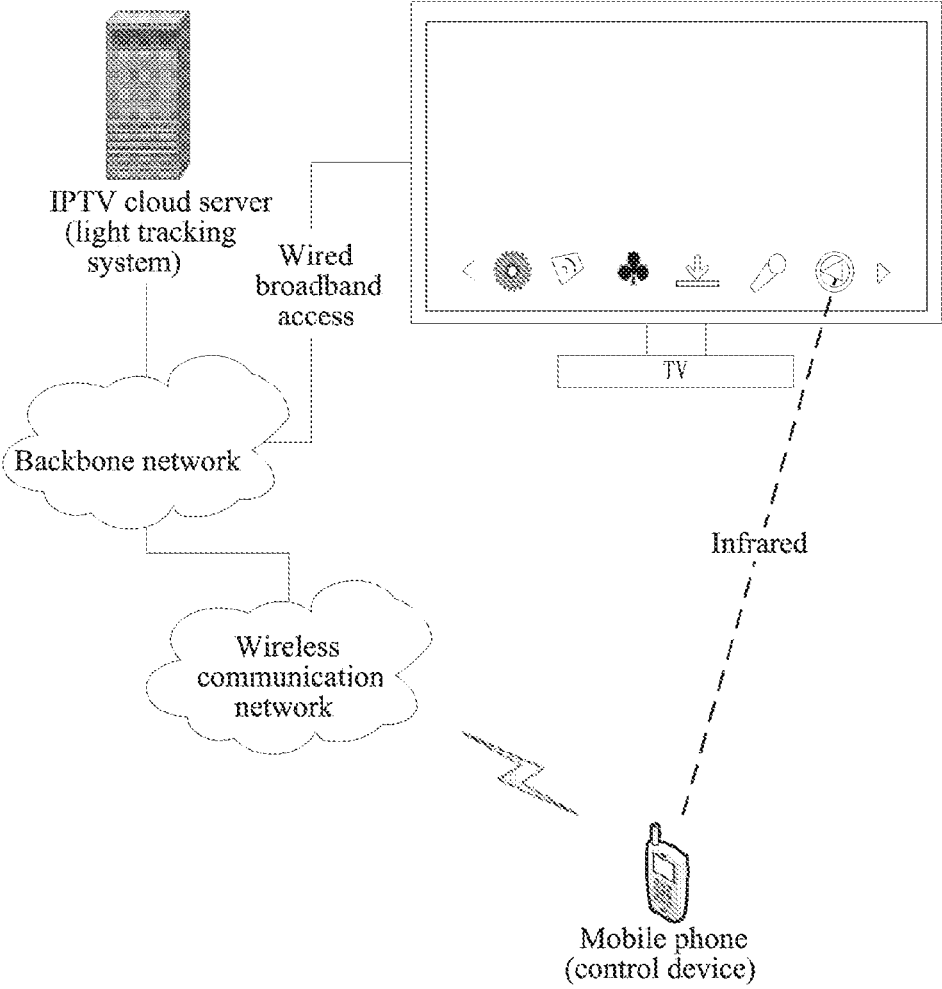 IPTV cloud server
(light tracking
system)
Wired
broadband
access
TV
Backbone network
Infrared
Wireless
communication
network
Mobile phone
(control device)